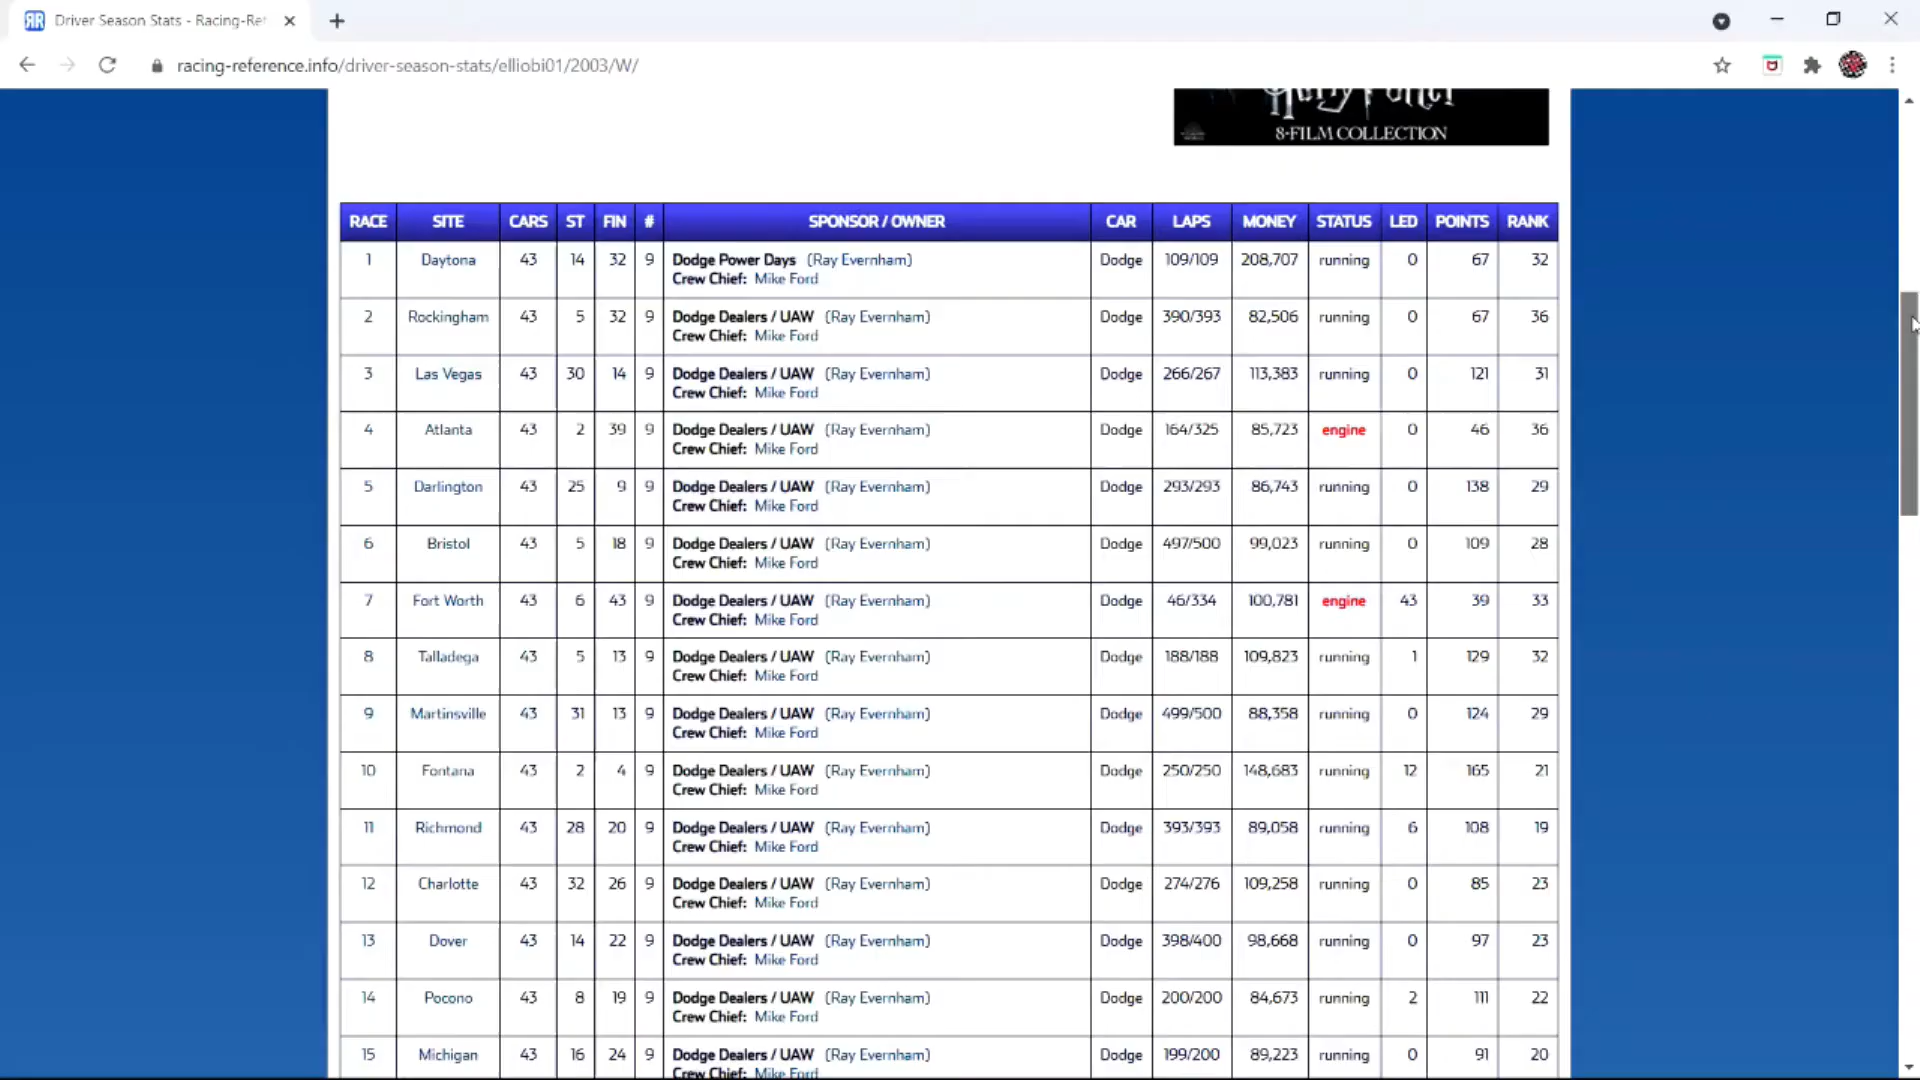 Driver Season Stats - Racing-Ref
racing-reference.info/driver-season-stats/elliobi01/2003/W/
Harry Potter
8-FILM COLLECTION
RACE SITE CARS ST FIN # SPONSOR / OWNER CAR LAPS MONEY STATUS LED POINTS RANK
1 Daytona 43 14 32 9 Dodge Power Days (Ray Evernham) Dodge 109/109 208,707 running 0 67 32
Crew Chief: Mike Ford
2 Rockingham 43 5 32 9 Dodge Dealers / UAW (Ray Evernham) Dodge 390/393 82,506 running 0 67 36
Crew Chief: Mike Ford
3 Las Vegas 43 30 14 9 Dodge Dealers / UAW (Ray Evernham) Dodge 266/267 113,383 running 0 121 31
Crew Chief: Mike Ford
4 Atlanta 43 2 39 9 Dodge Dealers / UAW (Ray Evernham) Dodge 164/325 85,723 engine 0 46 36
Crew Chief: Mike Ford
5 Darlington 43 25 9 9 Dodge Dealers / UAW (Ray Evernham) Dodge 293/293 86,743 running 0 138 29
Crew Chief: Mike Ford
6 Bristol 43 5 18 9 Dodge Dealers / UAW (Ray Evernham) Dodge 497/500 99,023 running 0 109 28
Crew Chief: Mike Ford
7 Fort Worth 43 6 43 9 Dodge Dealers / UAW (Ray Evernham) Dodge 46/334 100,781 engine 43 39 33
Crew Chief: Mike Ford
8 Talladega 43 5 13 9 Dodge Dealers / UAW (Ray Evernham) Dodge 188/188 109,823 running 1 129 32
Crew Chief: Mike Ford
9 Martinsville 43 31 13 9 Dodge Dealers / UAW (Ray Evernham) Dodge 499/500 88,358 running 0 124 29
Crew Chief: Mike Ford
10 Fontana 43 2 4 9 Dodge Dealers / UAW (Ray Evernham) Dodge 250/250 148,683 running 12 165 21
Crew Chief: Mike Ford
11 Richmond 43 28 20 9 Dodge Dealers / UAW (Ray Evernham) Dodge 393/393 89,058 running 6 108 19
Crew Chief: Mike Ford
12 Charlotte 43 32 26 9 Dodge Dealers / UAW (Ray Evernham) Dodge 274/276 109,258 running 0 85 23
Crew Chief: Mike Ford
13 Dover 43 14 22 9 Dodge Dealers / UAW (Ray Evernham) Dodge 398/400 98,668 running 0 97 23
Crew Chief: Mike Ford
14 Pocono 43 8 19 9 Dodge Dealers / UAW (Ray Evernham) Dodge 200/200 84,673 running 2 111 22
Crew Chief: Mike Ford
15 Michigan 43 16 24 9 Dodge Dealers / UAW (Ray Evernham) Dodge 199/200 89,223 running 0 91 20
Crew Chief: Mike Ford